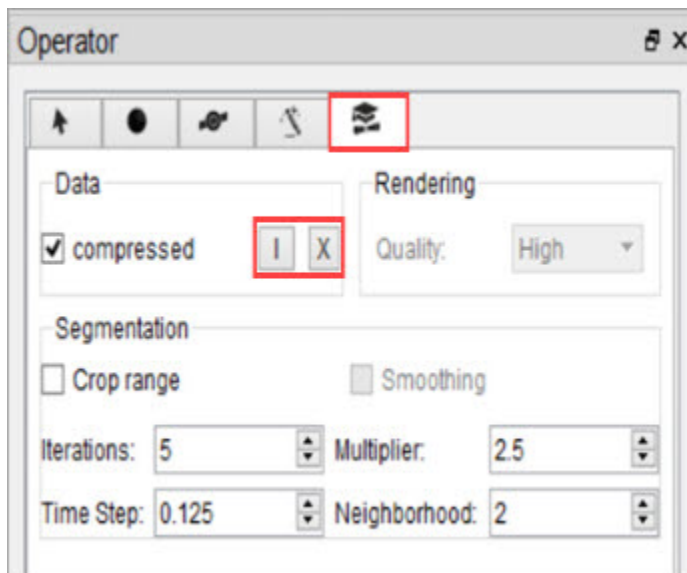 Operator
Data
Rendering
compressed I X Quality: High
Segmentation
Crop range Smoothing
Iterations: 5 Multiplier: 2.5
Time Step: 0.125 Neighborhood: 2